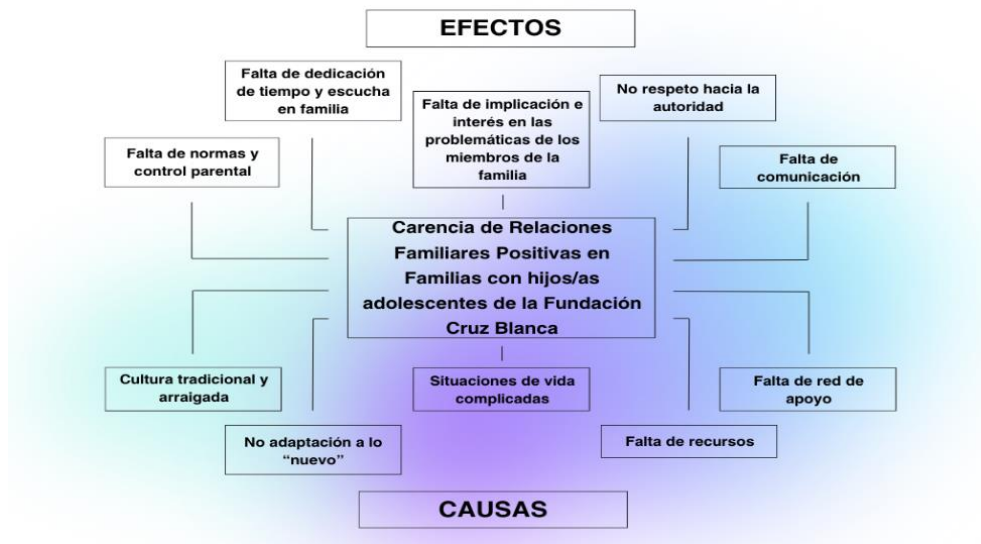 EFECTOS
Falta de dedicación
de tiempo y escucha
en familia
No respeto hacia la
autoridad
Falta de implicación e
interés en las
problemáticas de los
miembros de la
familia
Falta de normas y
control parental
Falta de
comunicación
Carencia de Relaciones
Familiares Positivas en
Familias con hijos/as
adolescentes de la Fundación
Cruz Blanca
Cultura tradicional y
arraigada
Situaciones de vida
complicadas
Falta de red de
apoyo
No adaptación a lo
“nuevo”
Falta de recursos
CAUSAS